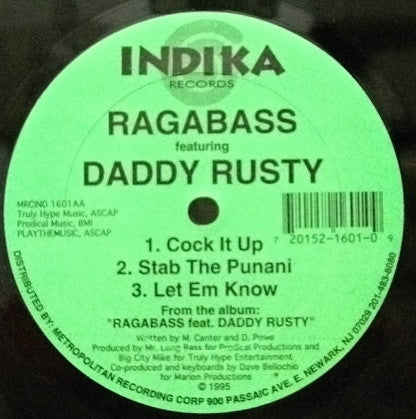 INDIKA
RECORDS
RAGABASS
featuring
DADDY RUSTY
MRCIND 1601AA
Truly Hype Music, ASCAP
Prodical Music, BMI
PLAYTHEMUSIC, ASCAP
7 20152-1601-0 9
1. Cock It Up
2. Stab The Punani
3. Let Em Know
From the album:
"RAGABASS feat. DADDY RUSTY"
Written by M. Canter and D. Powe
Produced by Mr. Long Bass for Prodical Productions and
Big City Mike for Truly Hype Entertainment
Co-produced and keyboards by Dave Bellochio
for Marion Productions
© 1995
DISTRIBUTED BY: METROPOLITAN RECORDING CORP 900 PASSAIC AVE. E. NEWARK, NJ 07029 201-483-8080